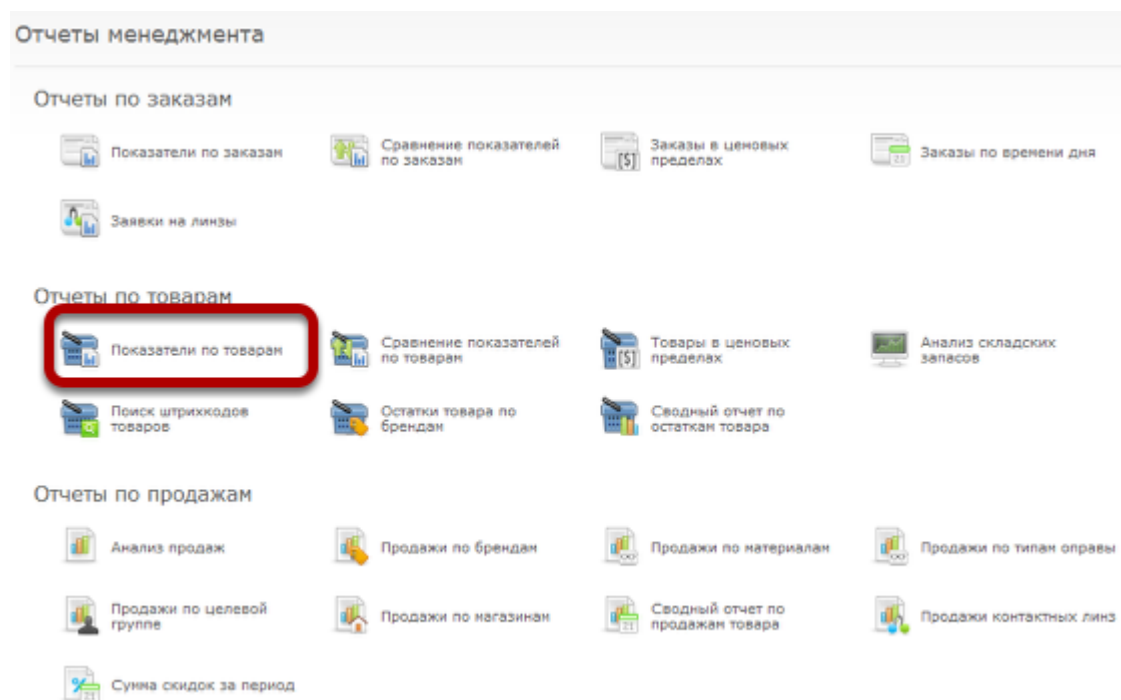 Отчеты менеджмента
Отчеты по заказам
Показатели по заказам
Сравнение показателей
по заказам
Заказы в ценовых
пределах
Заказы по времени дня
Заявки на линзы
Отчеты по товарам
Показатели по товарам
Сравнение показателей
по товарам
Товары в ценовых
пределах
Анализ складских
запасов
Поиск штрихкодов
товаров
Остатки товара по
брендам
Сводный отчет по
остаткам товара
Отчеты по продажам
Анализ продаж
Продажи по брендам
Продажи по материалам
Продажи по типам оправы
Продажи по целевой
группе
Продажи по магазинам
Сводный отчет по
продажам товара
Продажи контактных линз
Сумма скидок за период